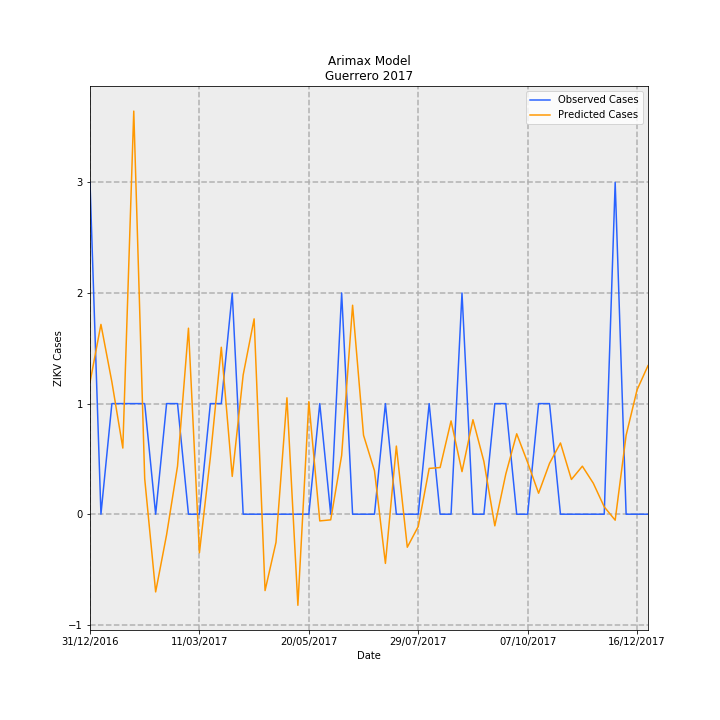 Arimax Model
Guerrero 2017
Observed Cases
Predicted Cases
ZIKV Cases
3
2
1
0
−1
31/12/2016 11/03/2017 20/05/2017 29/07/2017 07/10/2017 16/12/2017
Date